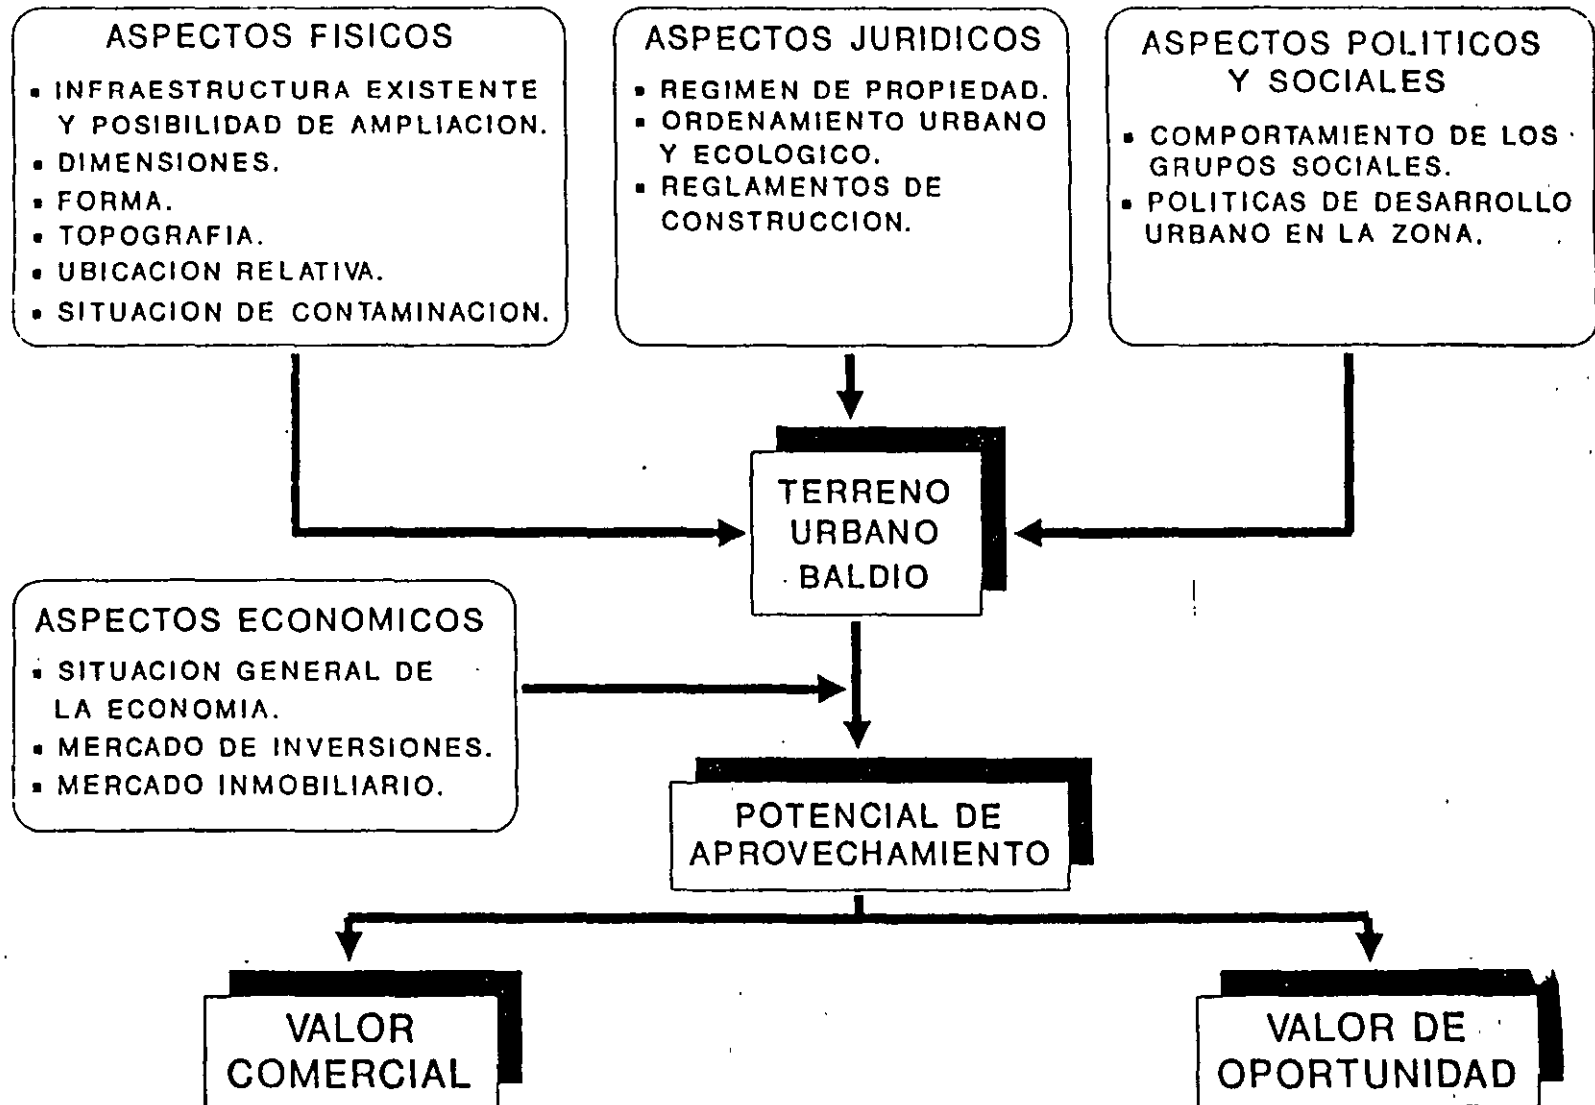 ASPECTOS FISICOS
▪ INFRAESTRUCTURA EXISTENTE
Y POSIBILIDAD DE AMPLIACION.
▪ DIMENSIONES.
▪ FORMA.
▪ TOPOGRAFIA.
▪ UBICACION RELATIVA.
▪ SITUACION DE CONTAMINACION.
ASPECTOS JURIDICOS
▪ REGIMEN DE PROPIEDAD.
▪ ORDENAMIENTO URBANO
Y ECOLOGICO.
▪ REGLAMENTOS DE
CONSTRUCCION.
ASPECTOS POLITICOS
Y SOCIALES
▪ COMPORTAMIENTO DE LOS
GRUPOS SOCIALES.
▪ POLITICAS DE DESARROLLO
URBANO EN LA ZONA.
TERRENO
URBANO
BALDIO
ASPECTOS ECONOMICOS
▪ SITUACION GENERAL DE
LA ECONOMIA.
▪ MERCADO DE INVERSIONES.
▪ MERCADO INMOBILIARIO.
POTENCIAL DE
APROVECHAMIENTO
VALOR
COMERCIAL
VALOR DE
OPORTUNIDAD